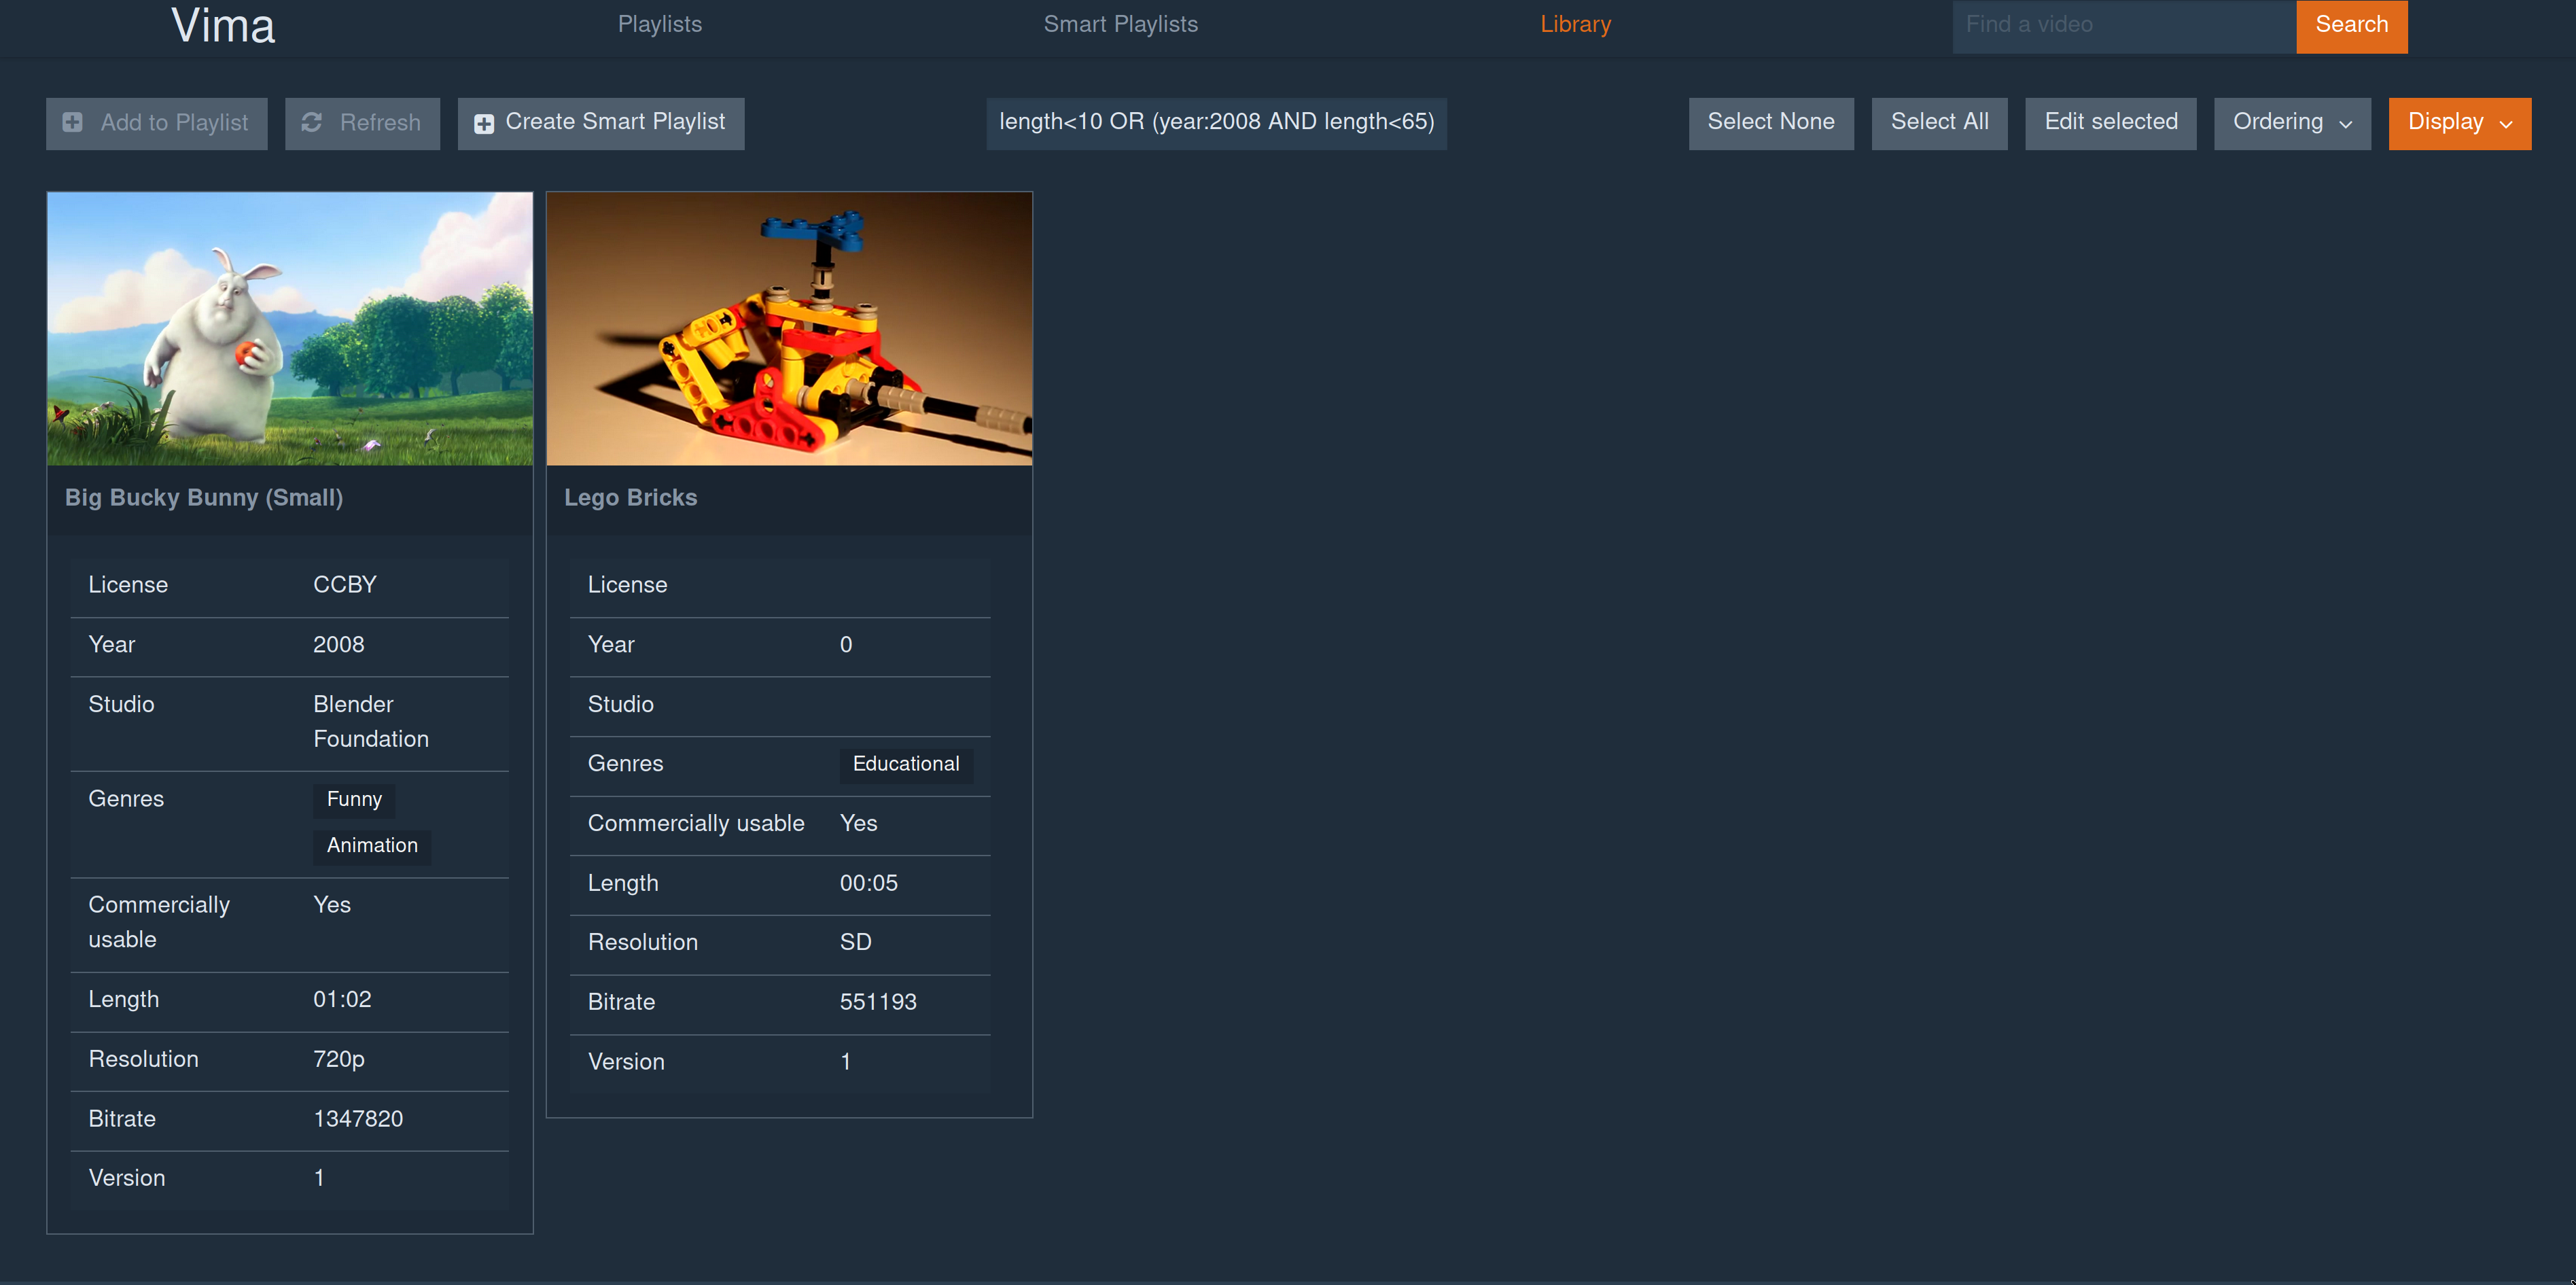 Vima
Playlists
Smart Playlists
Library
Find a video
Search
Add to Playlist
Refresh
Create Smart Playlist
length<10 OR (year:2008 AND length<65)
Select None
Select All
Edit selected
Ordering
Display
Big Bucky Bunny (Small)
License CCBY
Year 2008
Studio Blender
Foundation
Genres Funny
Animation
Commercially Yes
usable
Length 01:02
Resolution 720p
Bitrate 1347820
Version 1
Lego Bricks
License
Year 0
Studio
Genres Educational
Commercially usable Yes
Length 00:05
Resolution SD
Bitrate 551193
Version 1